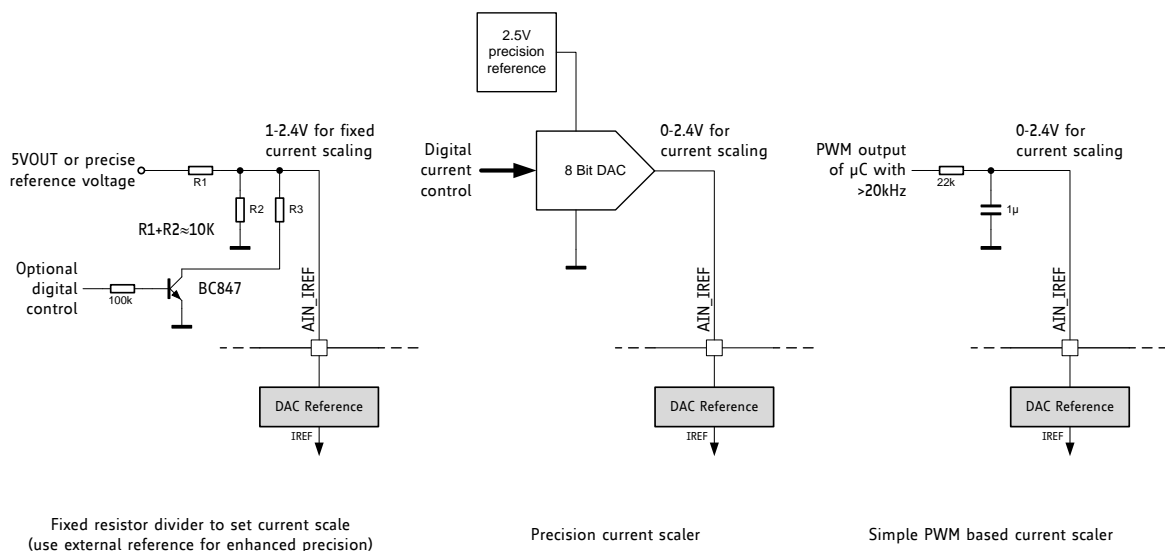 2.5V
precision
reference
1-2.4V for fixed
current scaling
5VOUT or precise
reference voltage
R1
R2
R3
R1+R2≈10K
Optional
digital
control
100k
BC847
AIN_IREF
DAC Reference
IREF
Fixed resistor divider to set current scale
(use external reference for enhanced precision)
Digital
current
control
8 Bit DAC
0-2.4V for
current scaling
AIN_IREF
DAC Reference
IREF
Precision current scaler
PWM output
of µC with
>20kHz
22k
1µ
0-2.4V for
current scaling
AIN_IREF
DAC Reference
IREF
Simple PWM based current scaler